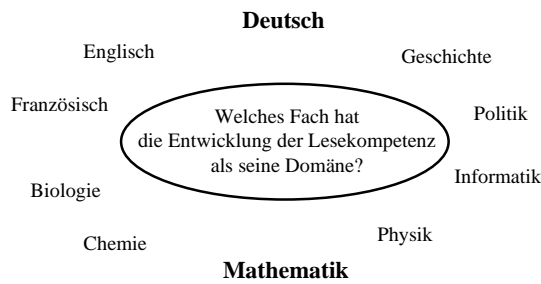 Deutsch
Englisch
Geschichte
Französisch
Politik
Welches Fach hat
die Entwicklung der Lesekompetenz
als seine Domäne?
Informatik
Biologie
Physik
Chemie
Mathematik